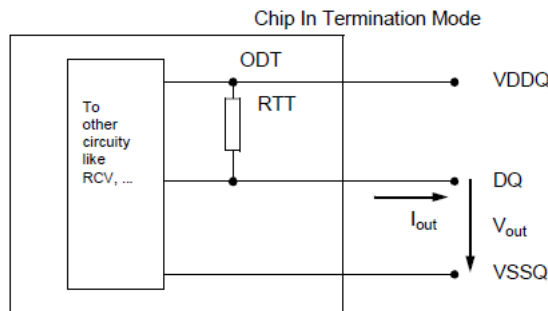 Chip In Termination Mode
ODT
VDDQ
To
other
circuity
like
RCV, ...
RTT
DQ
Iout
Vout
VSSQ